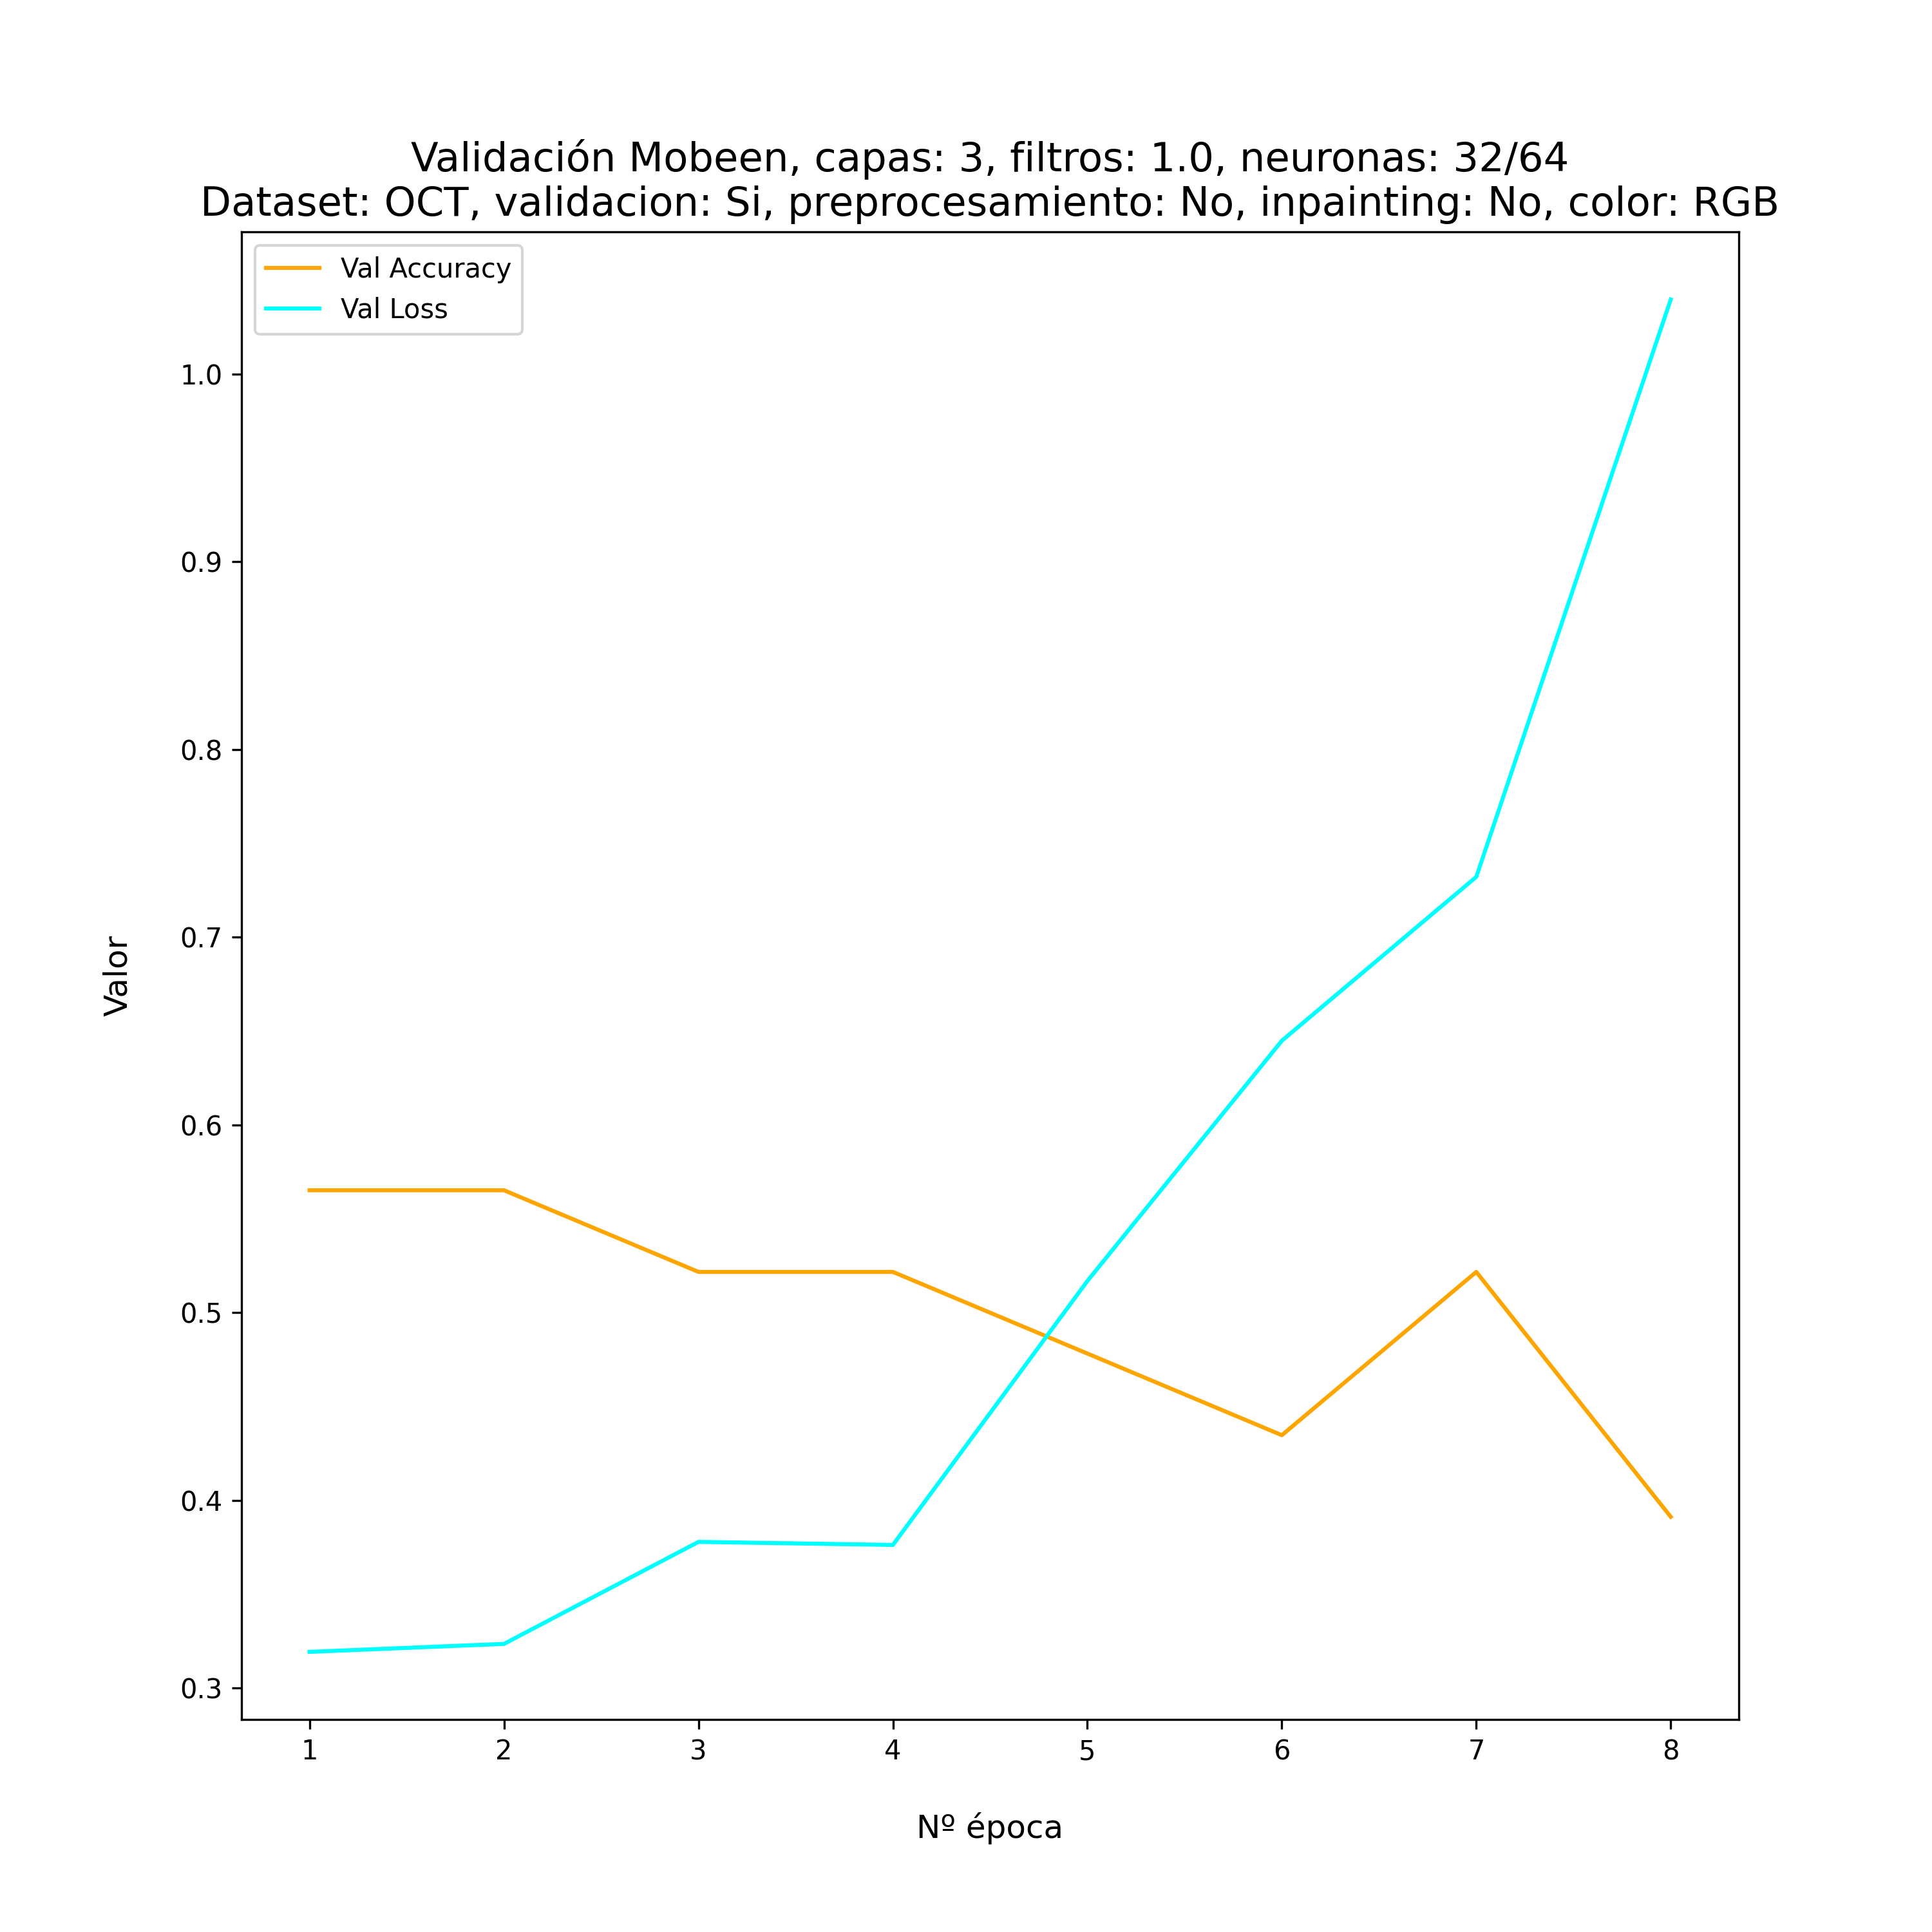 Validación Mobeen, capas: 3, filtros: 1.0, neuronas: 32/64
Dataset: OCT, validacion: Si, preprocesamiento: No, inpainting: No, color: RGB
Val Accuracy
Val Loss
1.0
0.9
0.8
0.7
0.6
0.5
0.4
0.3
Valor
1 2 3 4 5 6 7 8
Nº época